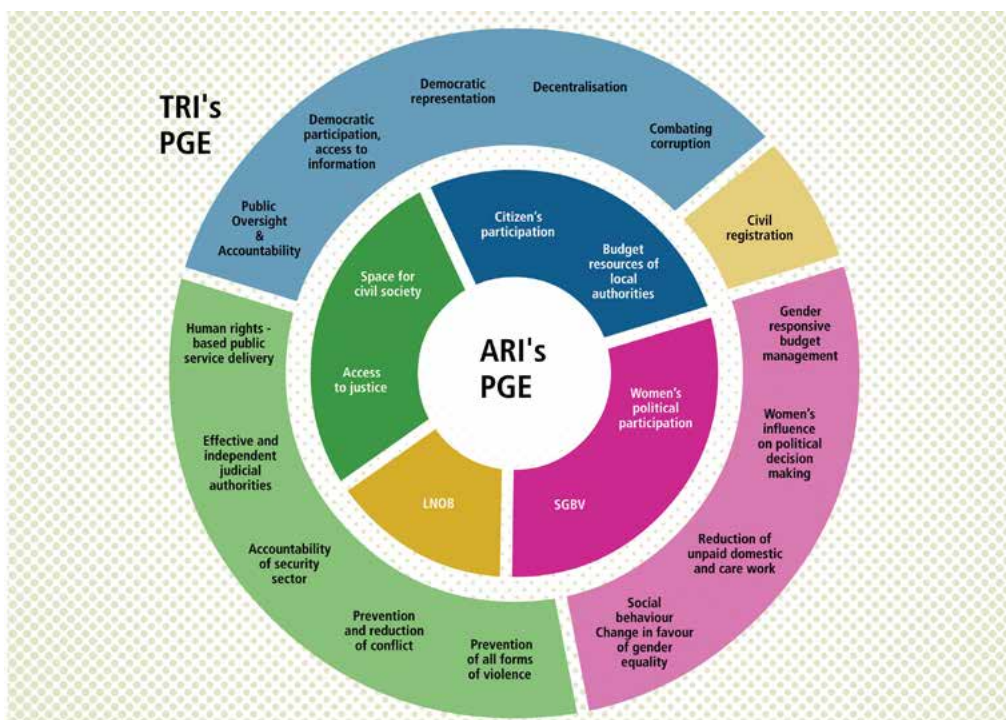 TRI's
PGE
Public
Oversight
&
Accountability
Democratic
participation,
access to
information
Democratic
representation
Decentralisation
Combating
corruption
Civil
registration
Gender
responsive
budget
management
Women's
influence
on political
decision
making
Reduction of
unpaid domestic
and care work
Social
behaviour
Change in favour
of gender
equality
Prevention
of all forms
of violence
Prevention
and reduction
of conflict
Accountability
of security
sector
Effective and
independent
judicial
authorities
Human rights -
based public
service delivery
ARI's
PGE
Space for
civil society
Access
to justice
Citizen's
participation
Budget
resources of
local
authorities
Women's
political
participation
SGBV
LNOB